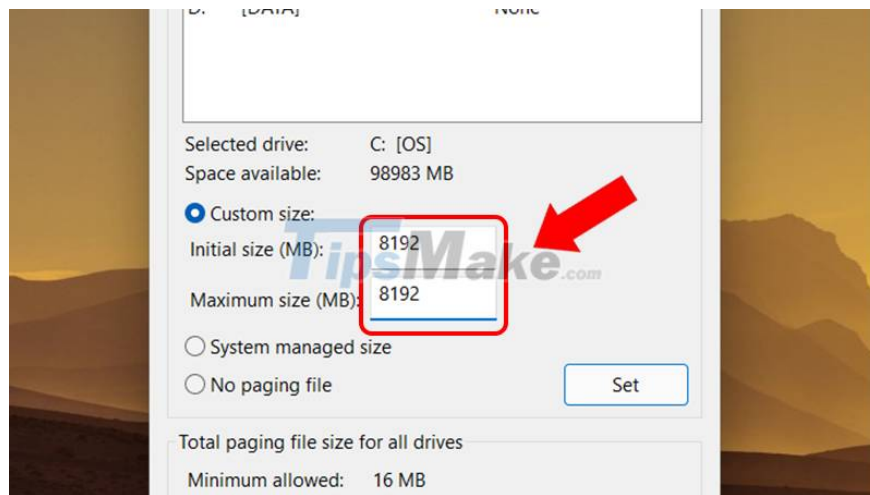 D: [DATA] None
Selected drive: C: [OS]
Space available: 98983 MB
Custom size:
Initial size (MB): 8192
Maximum size (MB): 8192
TipsMake.com
System managed size
No paging file Set
Total paging file size for all drives
Minimum allowed: 16 MB